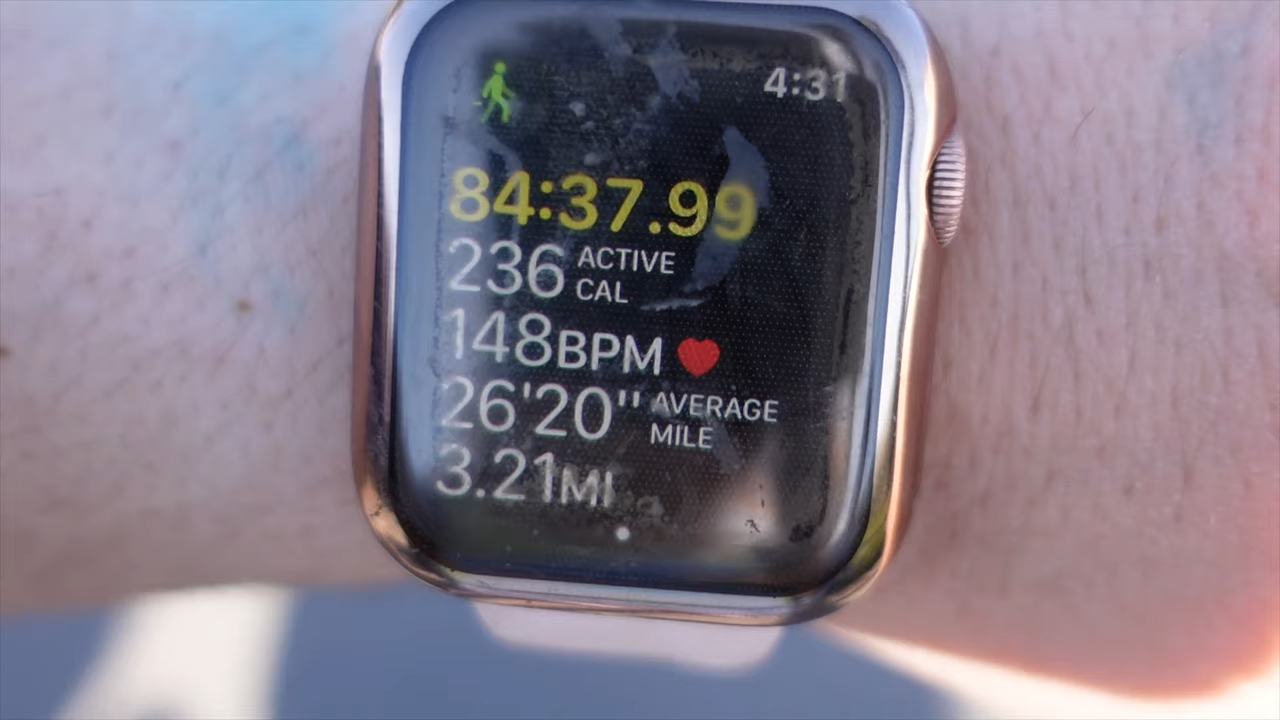 4:31
84:37.99
236 ACTIVE CAL
148BPM
26'20" AVERAGE MILE
3.21MI